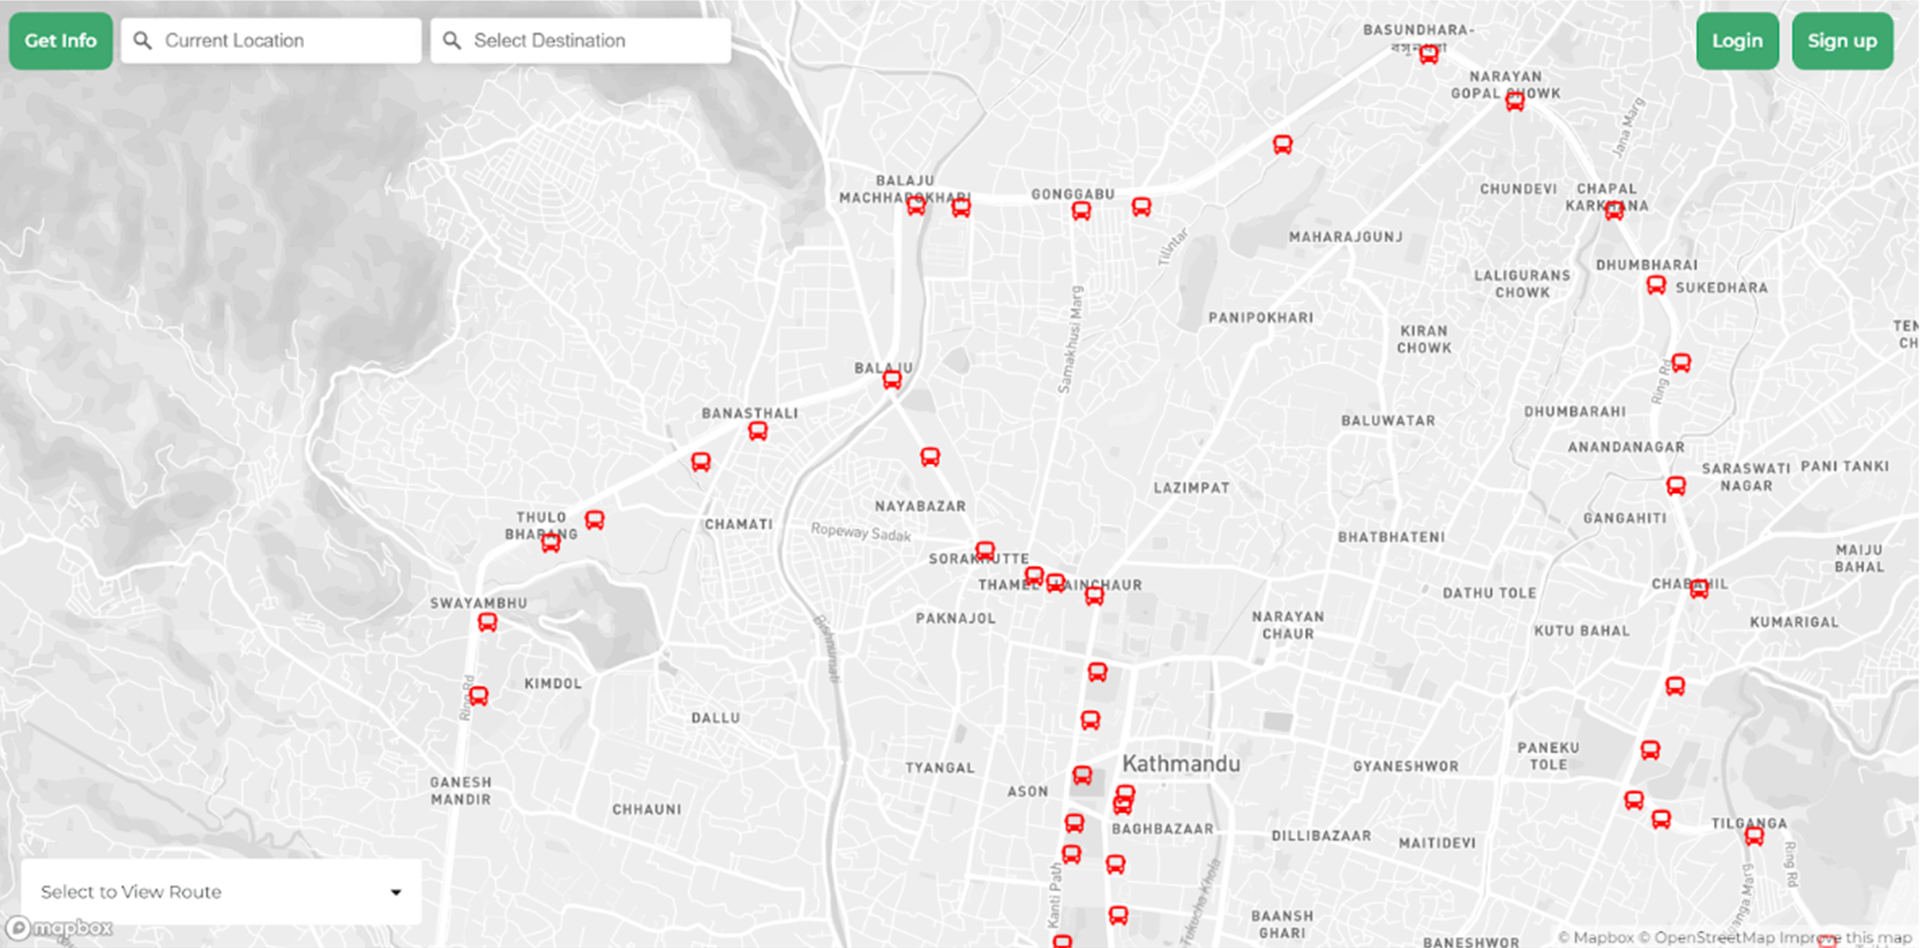 Get Info
Current Location
Select Destination
Login
Sign up
BASUNDHARA-
NARAYAN
GOPAL CHOWK
Jana Marg
BALAJU
MACHHAPOKHARI
GONGGABU
CHUNDEVI
CHAPAL
KARKHANA
Tilintar
MAHARAJGUNJ
DHUMBHARAI
SUKEDHARA
LALIGURANS
CHOWK
PANIPOKHARI
KIRAN
CHOWK
TEN
CH
Samakhusi Marg
BALAJU
Ring Rd
BANASTHALI
DHUMBARAHI
BALUWATAR
ANANDANAGAR
SARASWATI
NAGAR
PANI TANKI
LAZIMPAT
NAYABAZAR
THULO
BHARANG
CHAMATI
Ropeway Sadak
GANGAHITI
BHATBHATENI
MAIJU
BAHAL
SORAKHUTTE
THAMEL
LAINCHAUR
CHABAHIL
DATHU TOLE
SWAYAMBHU
PAKNAJOL
NARAYAN
CHAUR
KUTU BAHAL
KUMARIGAL
Bishnumati
KIMDOL
Ring Rd
DALLU
Kathmandu
TYANGAL
GYANESHWOR
PANEKU
TOLE
GANESH
MANDIR
ASON
CHHAUNI
BAGHBAZAAR
DILLIBAZAAR
MAITIDEVI
TILGANGA
Ring Rd
Kanti Path
Tukucha Khola
Select to View Route
BAANSH
GHARI
BANESHWOR
mapbox
© Mapbox © OpenStreetMap Improve this map